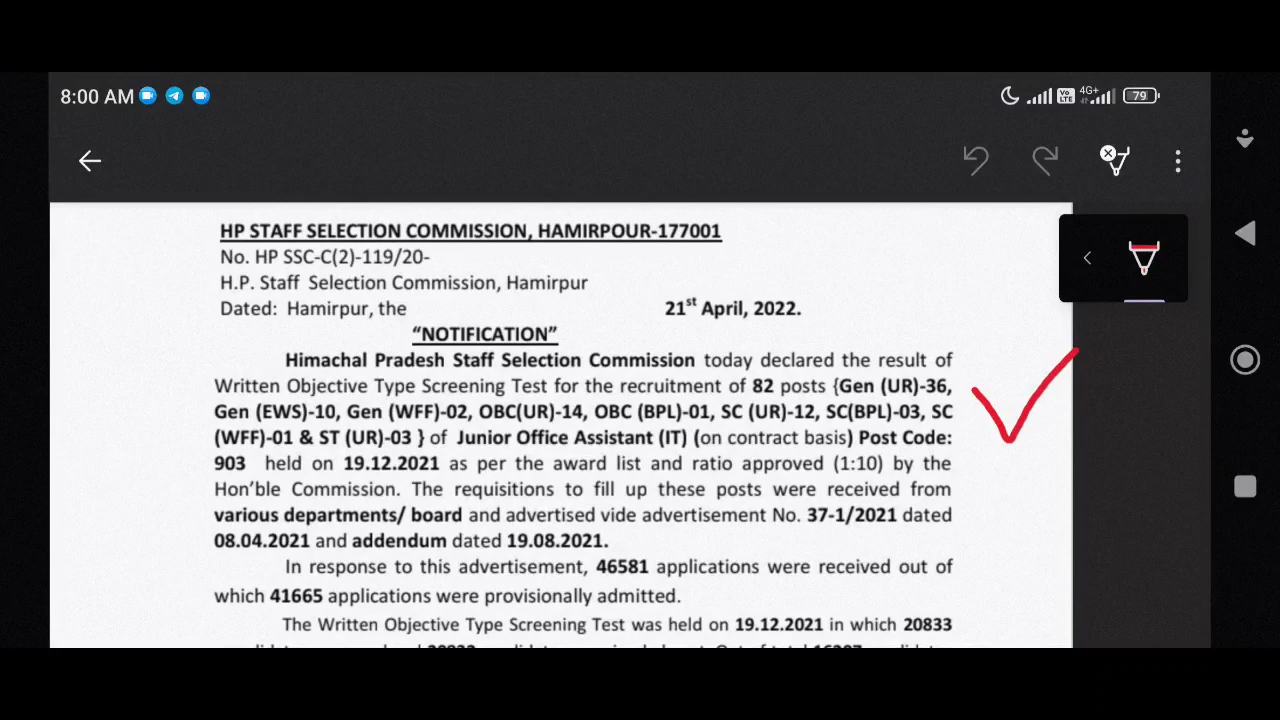 8:00 AM
Vo LTE 4G+ 79
HP STAFF SELECTION COMMISSION, HAMIRPOUR-177001
No. HP SSC-C(2)-119/20-
H.P. Staff Selection Commission, Hamirpur
Dated: Hamirpur, the 21st April, 2022.
“NOTIFICATION”
Himachal Pradesh Staff Selection Commission today declared the result of
Written Objective Type Screening Test for the recruitment of 82 posts {Gen (UR)-36,
Gen (EWS)-10, Gen (WFF)-02, OBC(UR)-14, OBC (BPL)-01, SC (UR)-12, SC(BPL)-03, SC
(WFF)-01 & ST (UR)-03 } of Junior Office Assistant (IT) (on contract basis) Post Code:
903 held on 19.12.2021 as per the award list and ratio approved (1:10) by the
Hon’ble Commission. The requisitions to fill up these posts were received from
various departments/ board and advertised vide advertisement No. 37-1/2021 dated
08.04.2021 and addendum dated 19.08.2021.
In response to this advertisement, 46581 applications were received out of
which 41665 applications were provisionally admitted.
The Written Objective Type Screening Test was held on 19.12.2021 in which 20833